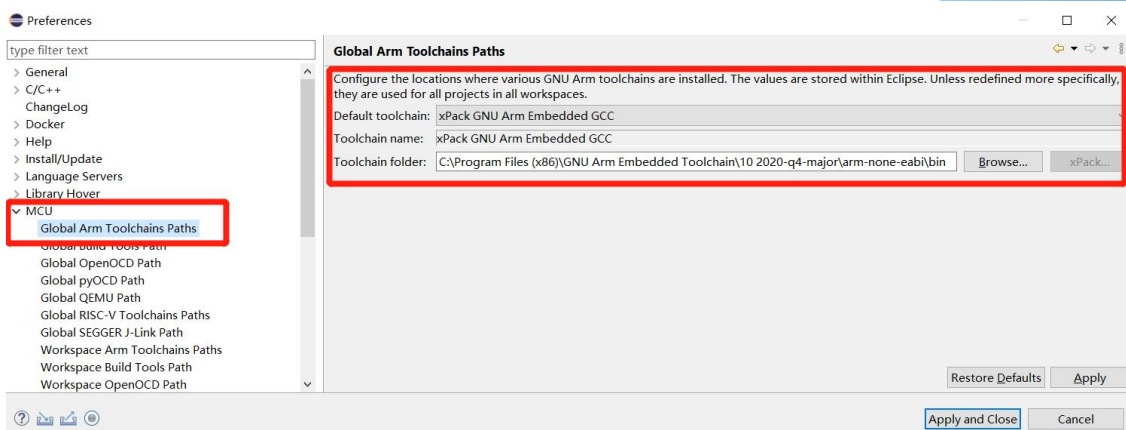 Preferences
type filter text
General
C/C++
ChangeLog
Docker
Help
Install/Update
Language Servers
Library Hover
MCU
Global Arm Toolchains Paths
Global Build Tools Path
Global OpenOCD Path
Global pyOCD Path
Global QEMU Path
Global RISC-V Toolchains Paths
Global SEGGER J-Link Path
Workspace Arm Toolchains Paths
Workspace Build Tools Path
Workspace OpenOCD Path
Global Arm Toolchains Paths
Configure the locations where various GNU Arm toolchains are installed. The values are stored within Eclipse. Unless redefined more specifically,
they are used for all projects in all workspaces.
Default toolchain: xPack GNU Arm Embedded GCC
Toolchain name: xPack GNU Arm Embedded GCC
Toolchain folder: C:\Program Files (x86)\GNU Arm Embedded Toolchain\10 2020-q4-major\arm-none-eabi\bin Browse... xPack...
Restore Defaults Apply
Apply and Close Cancel